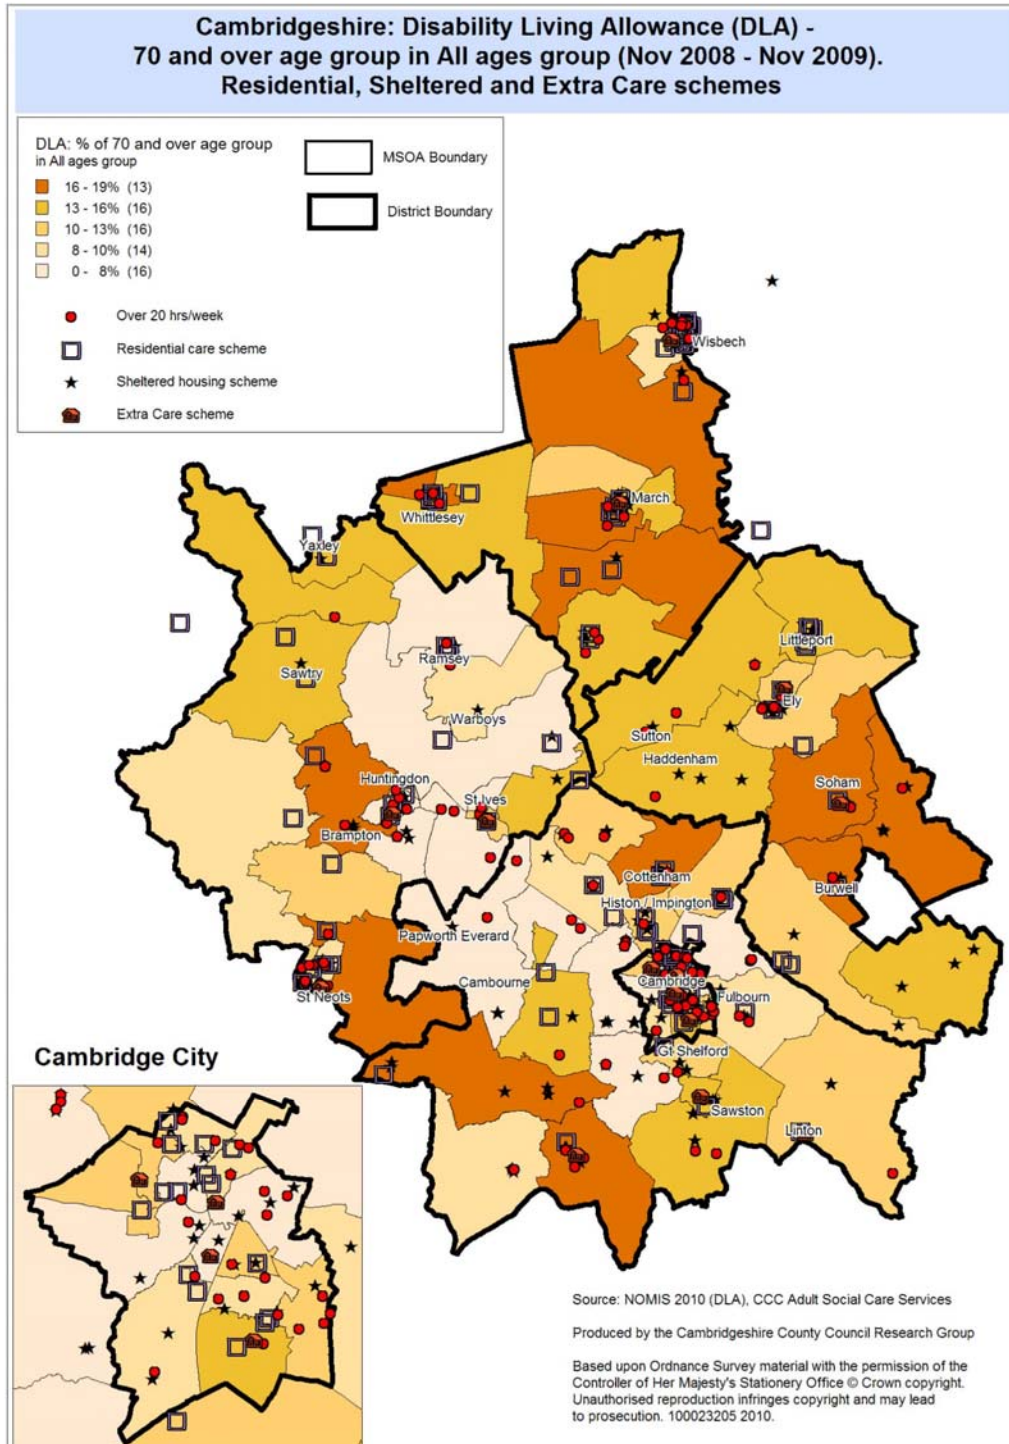 Cambridgeshire: Disability Living Allowance (DLA) -
70 and over age group in All ages group (Nov 2008 - Nov 2009).
Residential, Sheltered and Extra Care schemes
DLA: % of 70 and over age group
in All ages group
16 - 19% (13)
13 - 16% (16)
10 - 13% (16)
8 - 10% (14)
0 - 8% (16)
MSOA Boundary
District Boundary
Over 20 hrs/week
Residential care scheme
Sheltered housing scheme
Extra Care scheme
Wisbech
March
Whittlesey
Yaxley
Littleport
Ramsey
Sawtry
Ely
Warboys
Sutton
Haddenham
Huntingdon
Soham
St Ives
Brampton
Cottenham
Burwell
Histon / Impington
Papworth Everard
Cambridge
Cambourne
St Neots
Fulbourn
Gt Shelford
Sawston
Linton
Cambridge City
Source: NOMIS 2010 (DLA), CCC Adult Social Care Services
Produced by the Cambridgeshire County Council Research Group
Based upon Ordnance Survey material with the permission of the
Controller of Her Majesty's Stationery Office © Crown copyright.
Unauthorised reproduction infringes copyright and may lead
to prosecution. 100023205 2010.